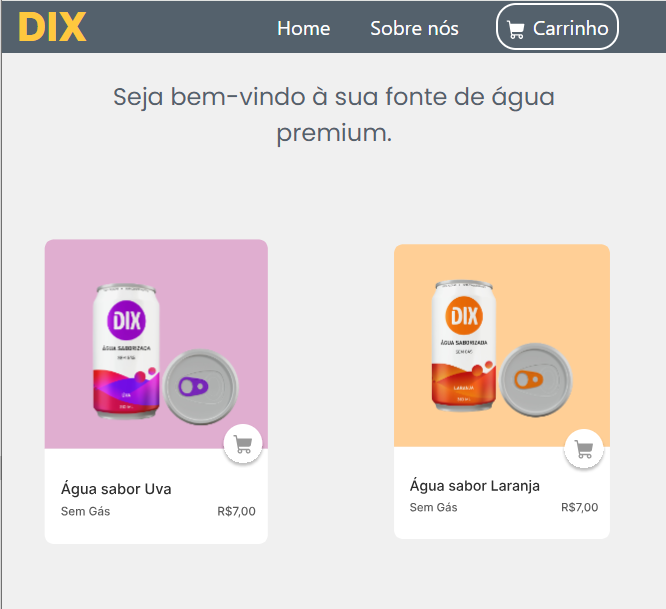 DIX
Home
Sobre nós
Carrinho
Seja bem-vindo à sua fonte de água
premium.
DIX
ÁGUA SABORIZADA
SEM GÁS
UVA
DIX
ÁGUA SABORIZADA
SEM GÁS
LARANJA
Água sabor Uva
Sem Gás
R$7,00
Água sabor Laranja
Sem Gás
R$7,00